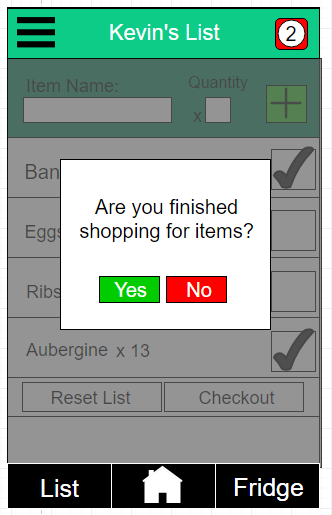 Kevin's List
2
Item Name:
Quantity
x
Ban
Are you finished
shopping for items?
Eggs
Yes
No
Ribs
Aubergine x 13
Reset List
Checkout
List
Fridge